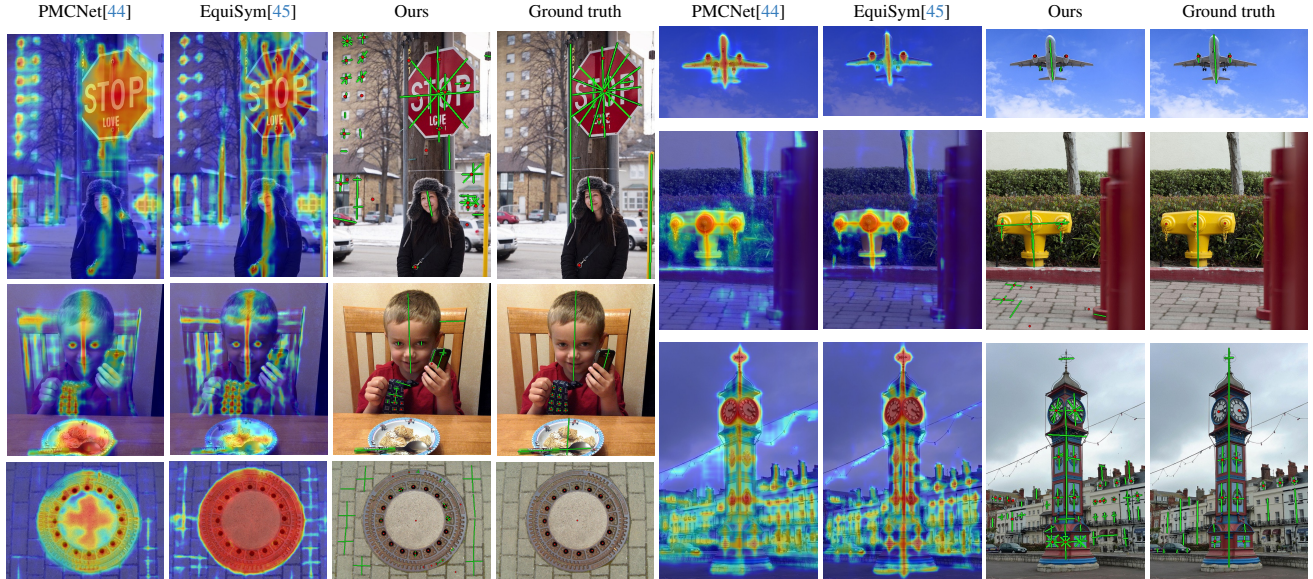 PMCNet[44] EquiSym[45] Ours Ground truth PMCNet[44] EquiSym[45] Ours Ground truth
STOP STOP STOP STOP
LOVE LOVE LOVE